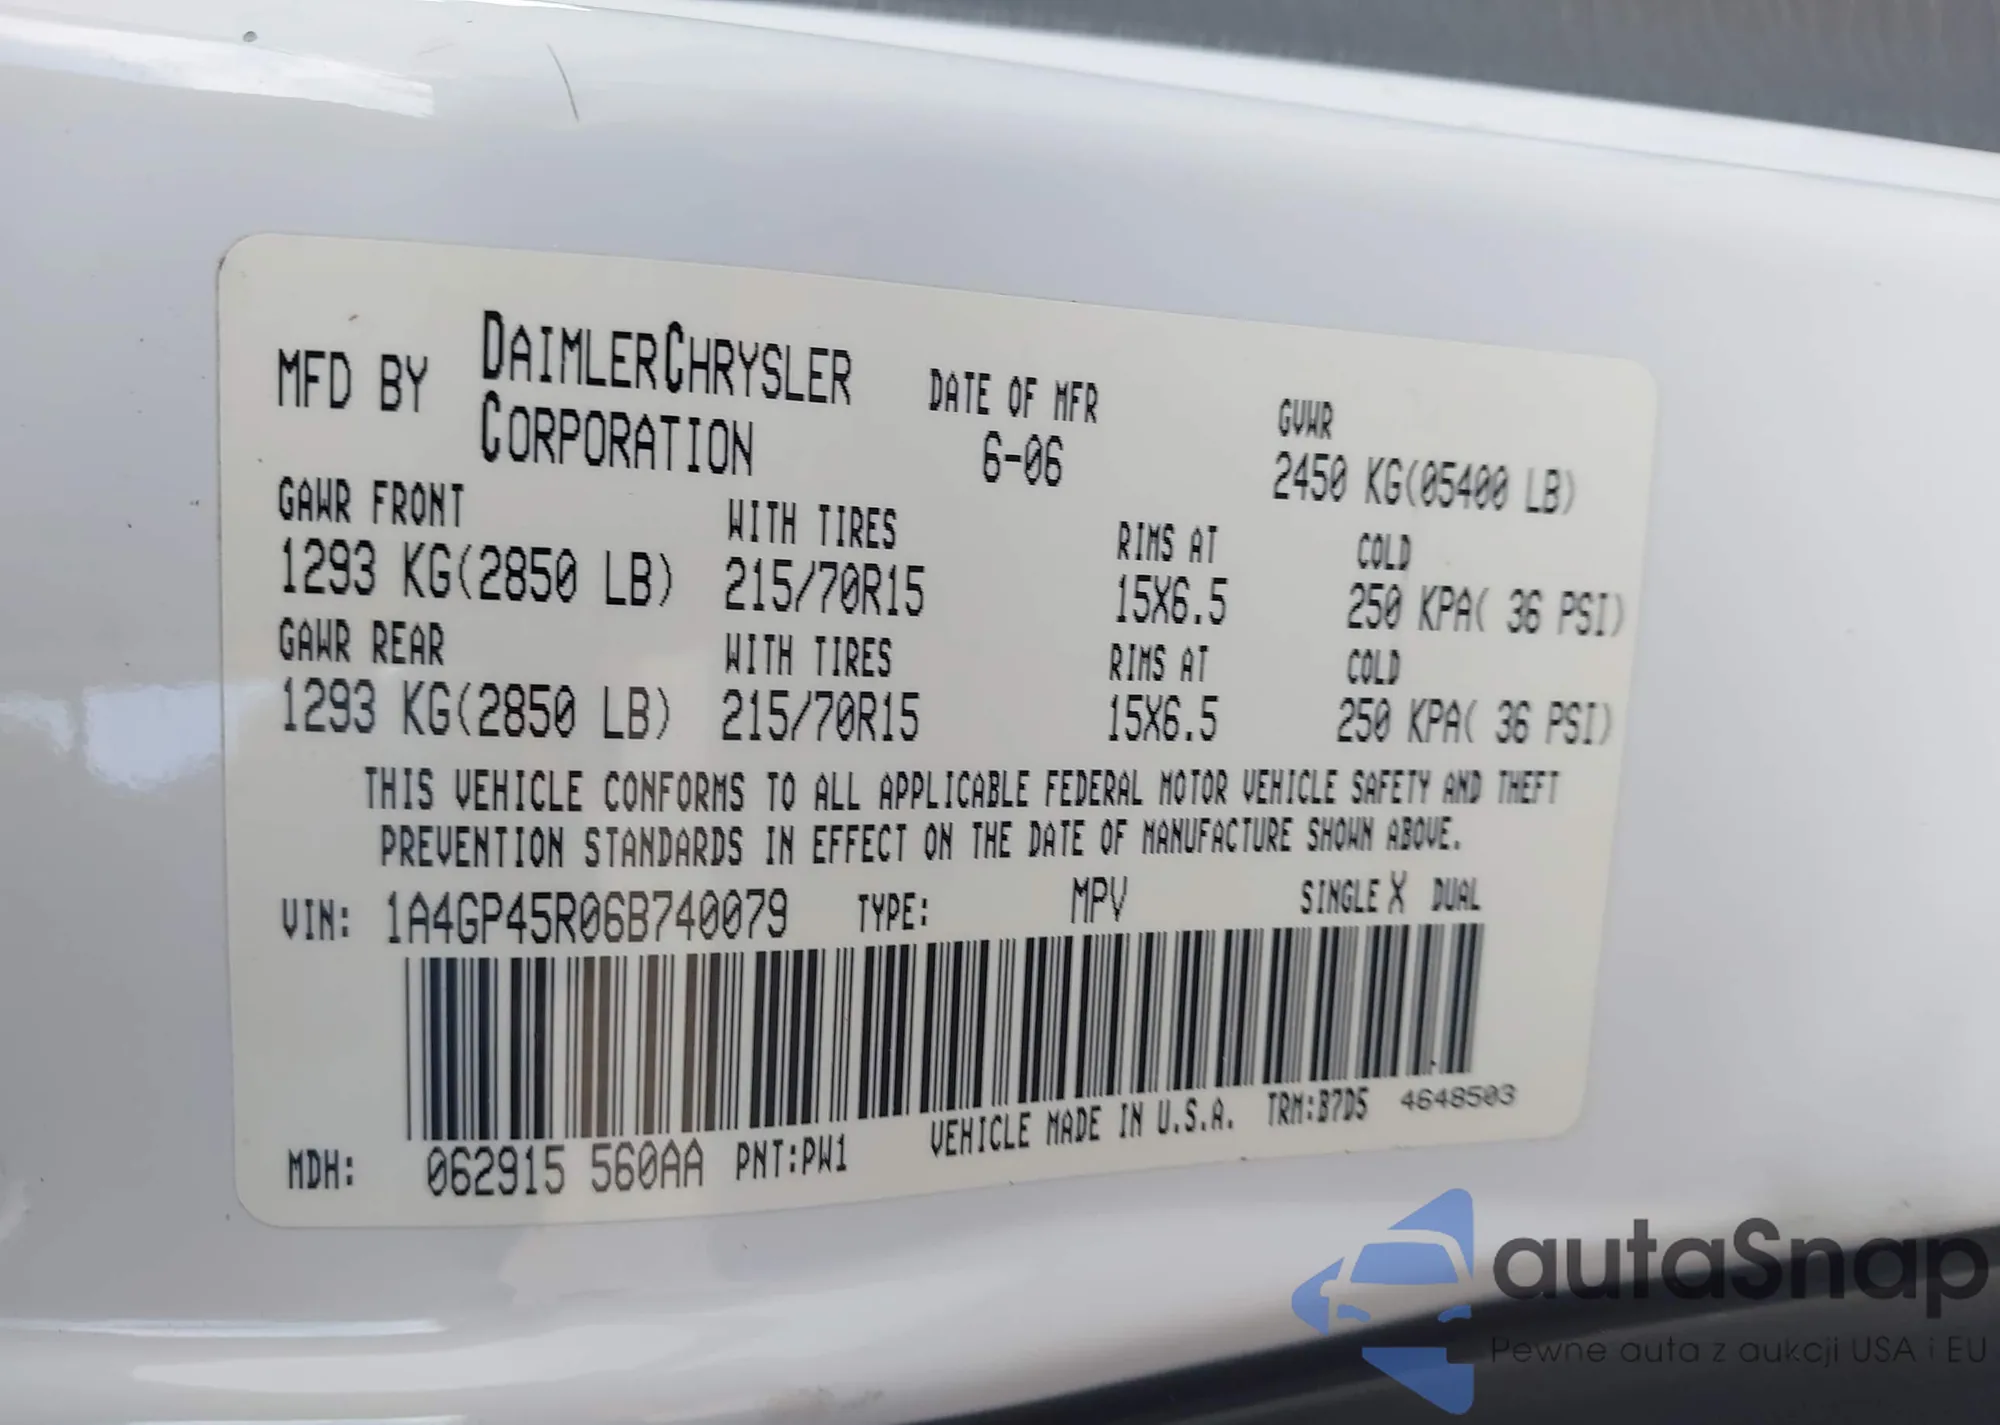 MFD BY DAIMLERCHRYSLER CORPORATION
DATE OF MFR
6-06
GVWR
2450 KG(05400 LB)
GAWR FRONT WITH TIRES RIMS AT COLD
1293 KG(2850 LB) 215/70R15 15X6.5 250 KPA( 36 PSI)
GAWR REAR WITH TIRES RIMS AT COLD
1293 KG(2850 LB) 215/70R15 15X6.5 250 KPA( 36 PSI)
THIS VEHICLE CONFORMS TO ALL APPLICABLE FEDERAL MOTOR VEHICLE SAFETY AND THEFT
PREVENTION STANDARDS IN EFFECT ON THE DATE OF MANUFACTURE SHOWN ABOVE.
VIN: 1A4GP45R06B740079 TYPE: MPV SINGLE X DUAL
MDH: 062915 560AA PNT:PW1 VEHICLE MADE IN U.S.A. TRM:B7D5 4648503
autaSnap
Pewne auta z aukcji USA i EU